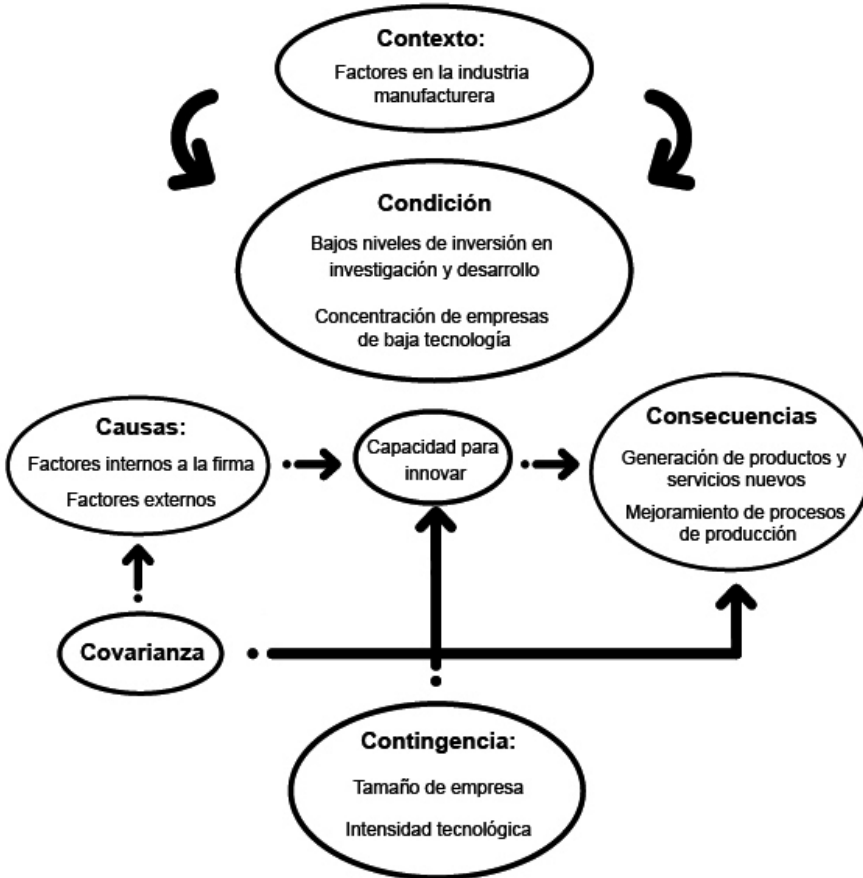 Contexto:
Factores en la industria
manufacturera
Condición
Bajos niveles de inversión en
investigación y desarrollo
Concentración de empresas
de baja tecnología
Causas:
Factores internos a la firma
Factores externos
Capacidad para
innovar
Consecuencias
Generación de productos y
servicios nuevos
Mejoramiento de procesos
de producción
Covarianza
Contingencia:
Tamaño de empresa
Intensidad tecnológica